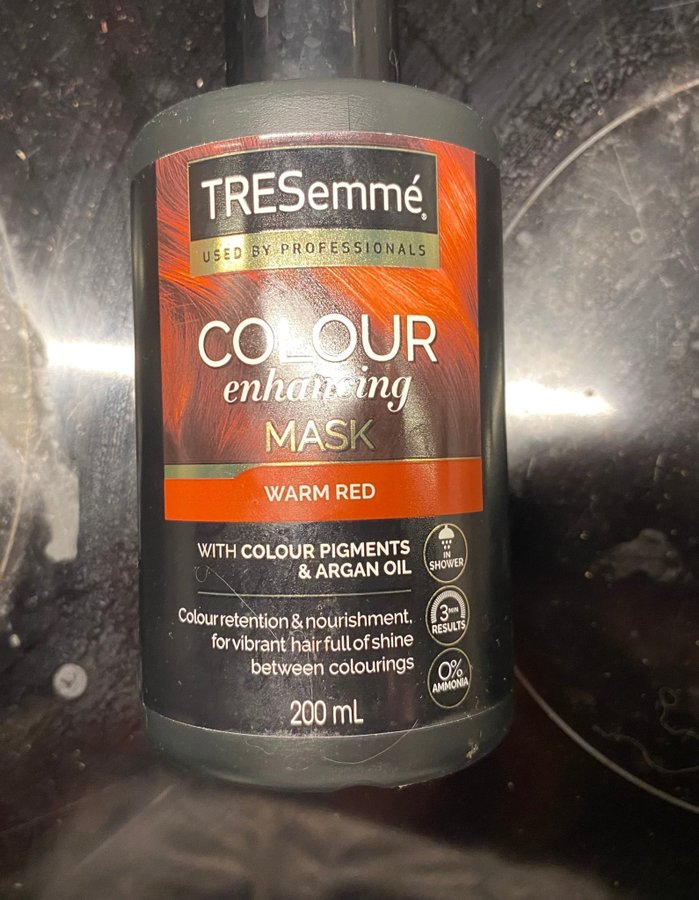 TRESemmé®
USED BY PROFESSIONALS
COLOUR
enhancing
MASK
WARM RED
WITH COLOUR PIGMENTS
& ARGAN OIL
IN
SHOWER
Colour retention & nourishment,
for vibrant hair full of shine
between colourings
3 MIN
RESULTS
0%
AMMONIA
200 mL